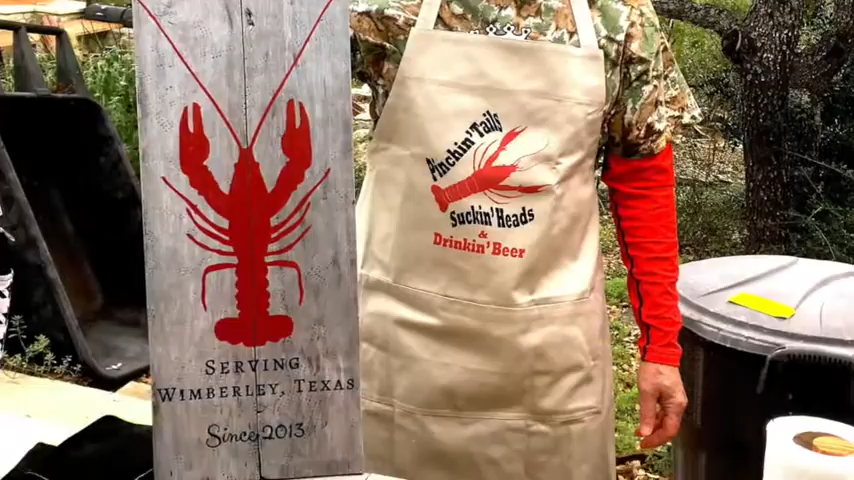 SERVING
WIMBERLEY, TEXAS
Since 2013
Pinchin' Tails
Suckin' Heads
&
Drinkin' Beer